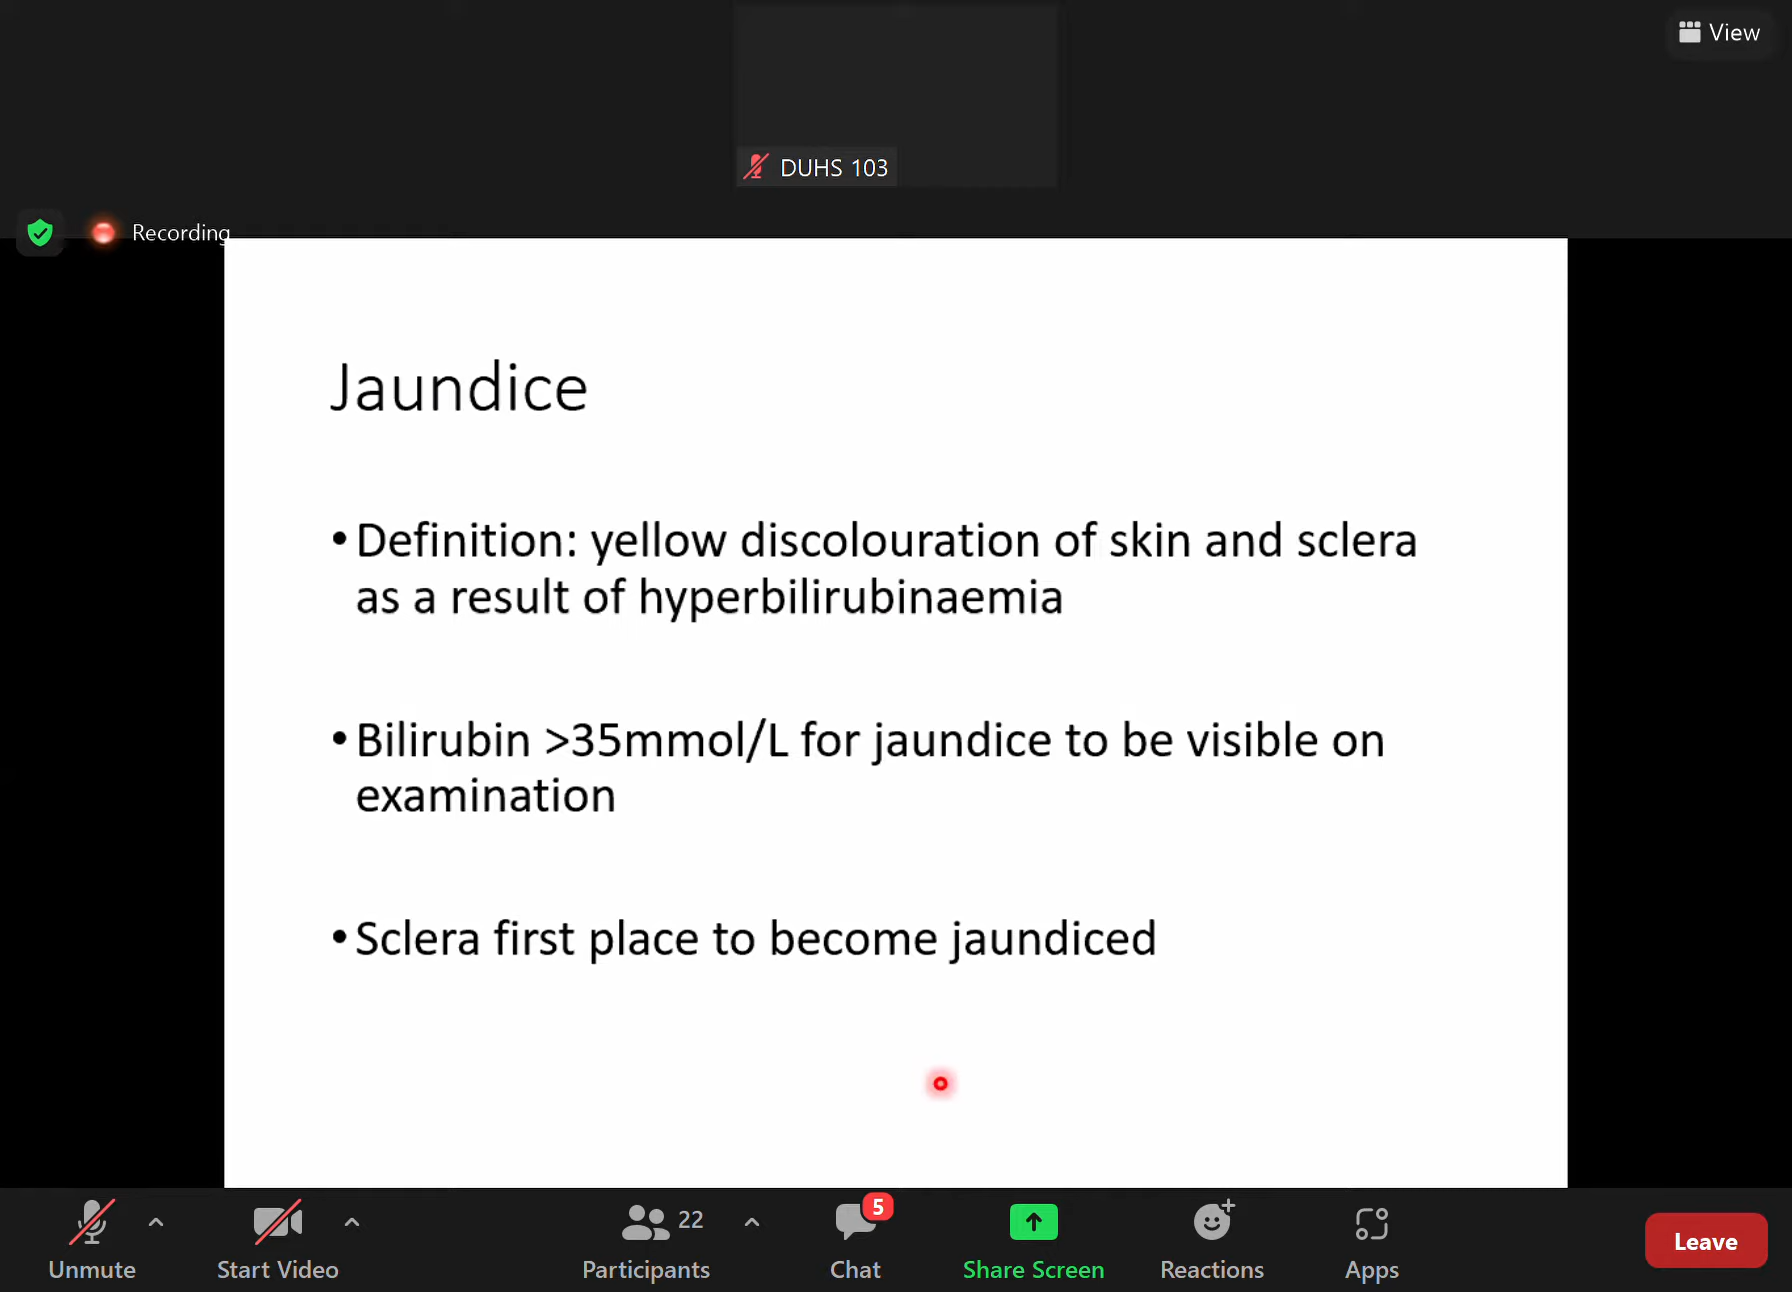 View
DUHS 103
Recording
Jaundice
• Definition: yellow discolouration of skin and sclera
as a result of hyperbilirubinaemia
• Bilirubin >35mmol/L for jaundice to be visible on
examination
• Sclera first place to become jaundiced
Unmute
Start Video
22
Participants
5
Chat
Share Screen
Reactions
Apps
Leave